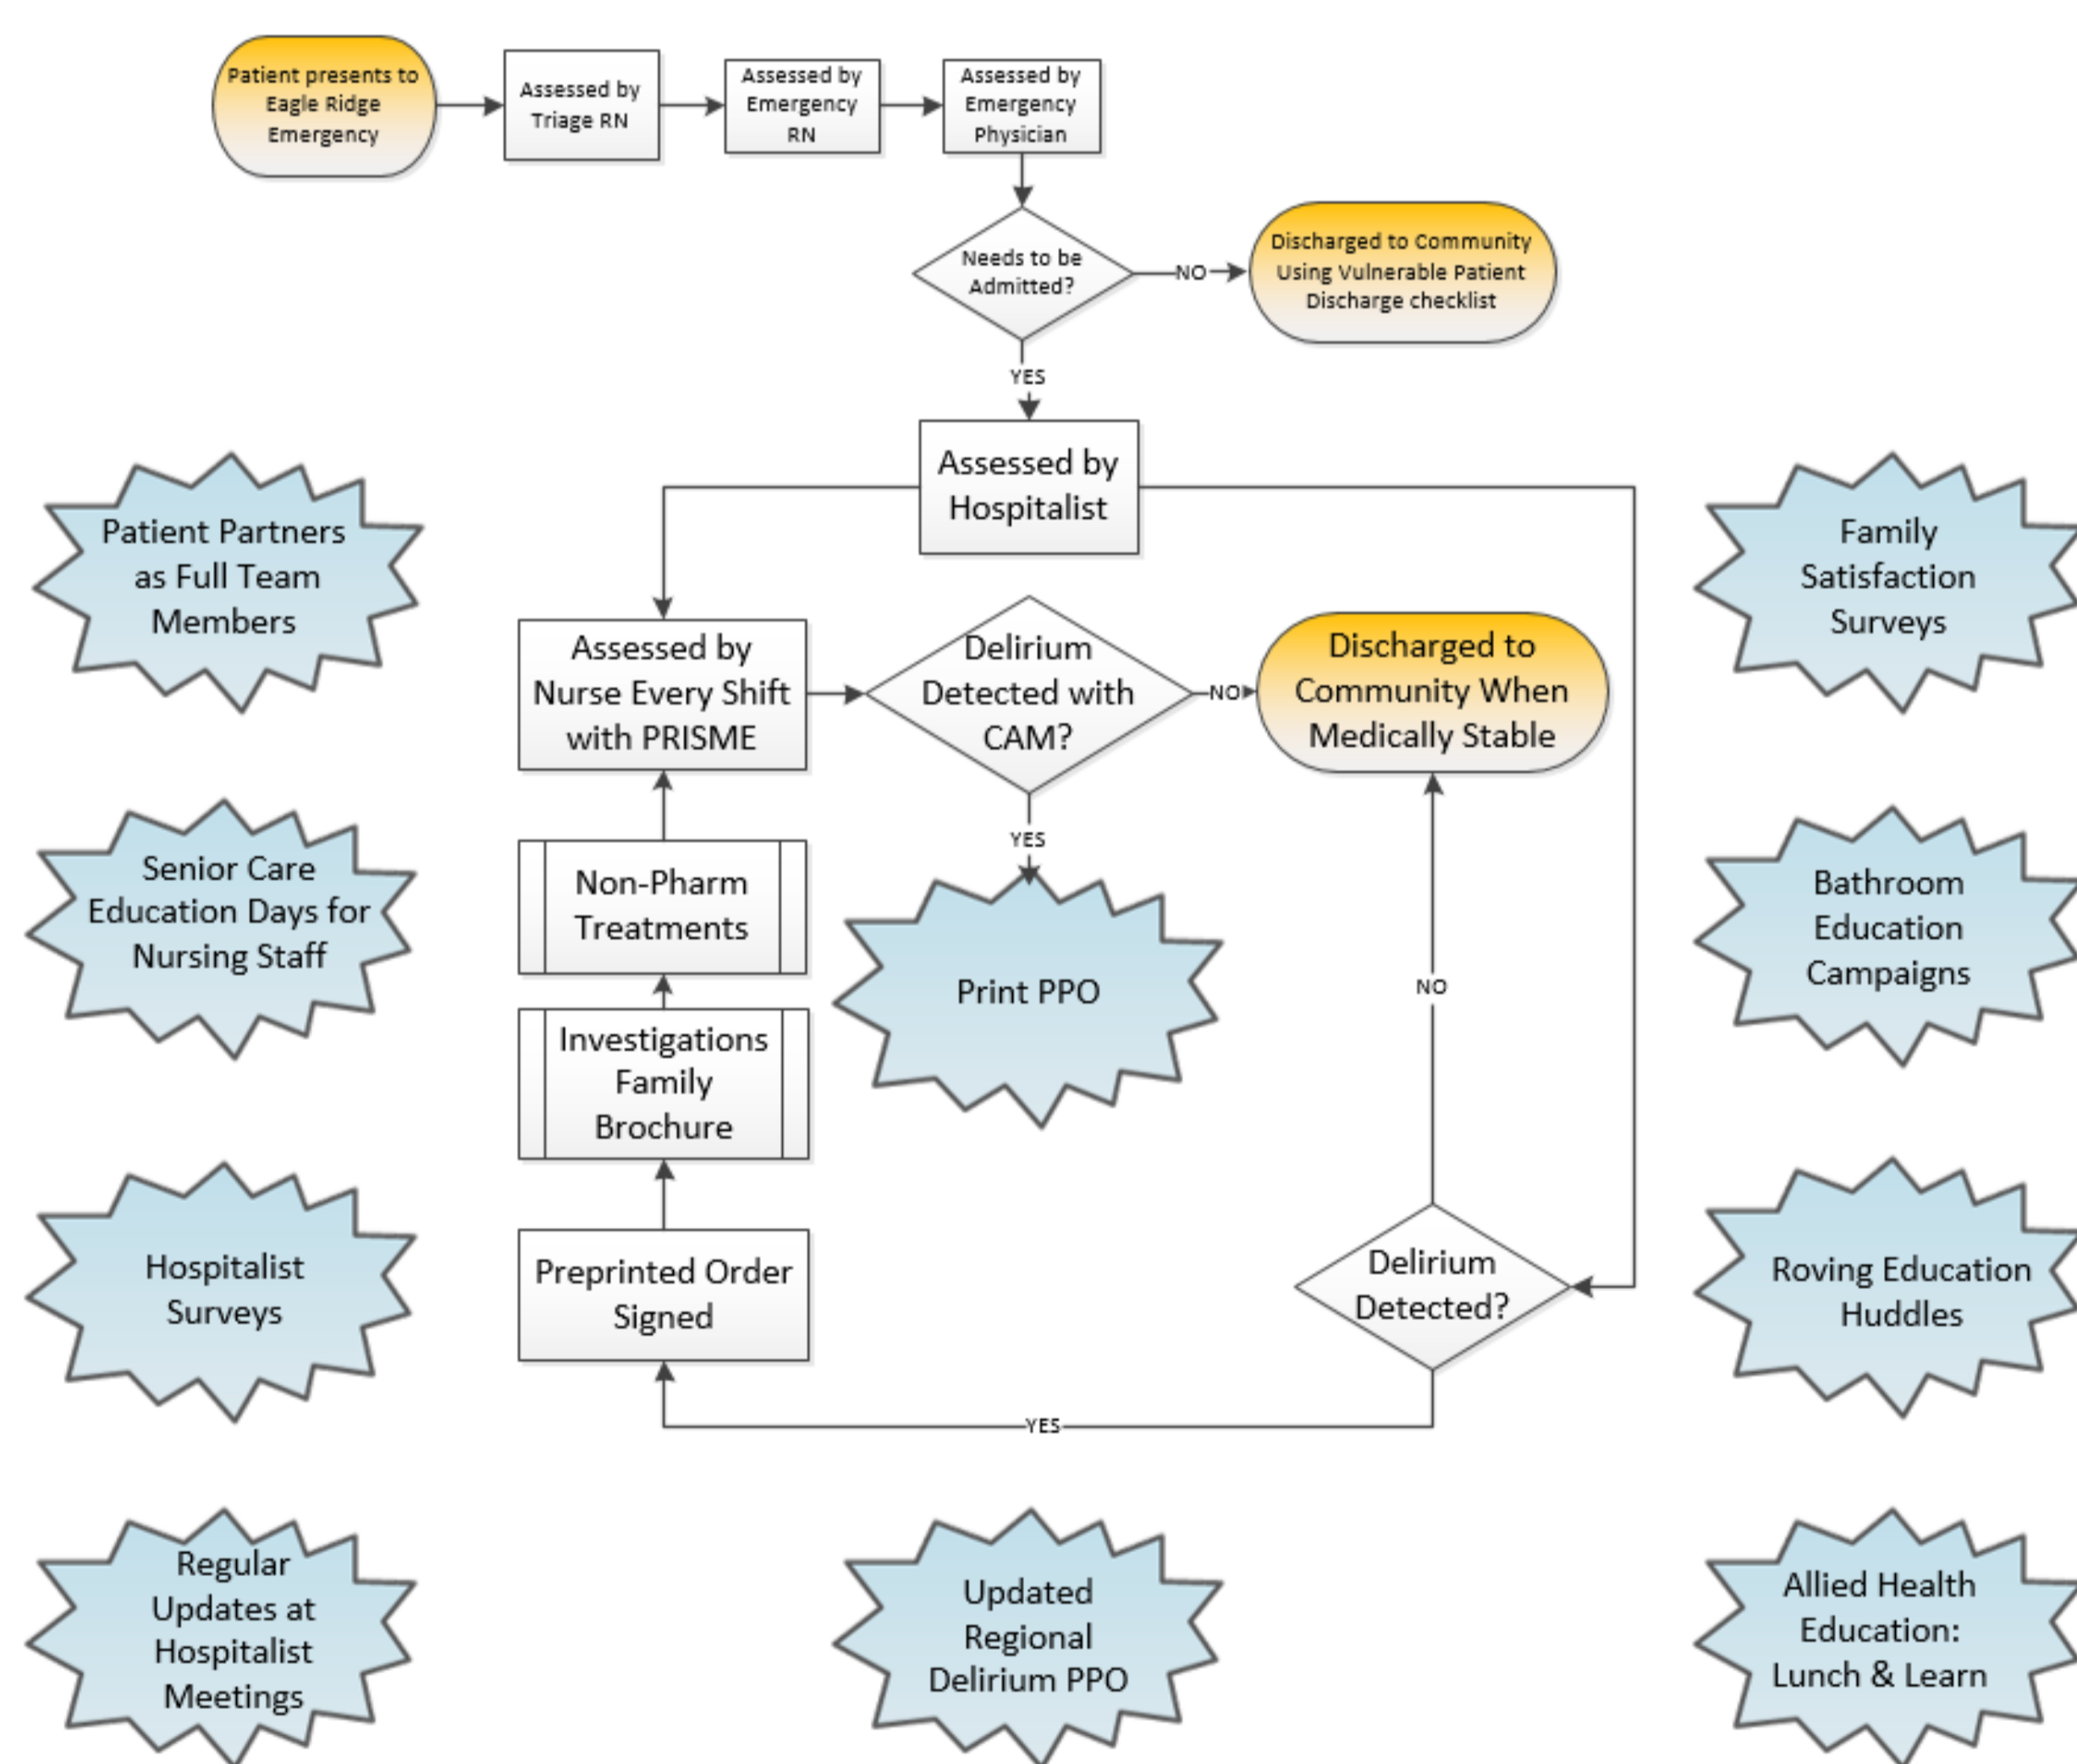 Patient presents to
Eagle Ridge
Emergency
Assessed by
Triage RN
Assessed by
Emergency
RN
Assessed by
Emergency
Physician
Needs to be
Admitted?
NO
Discharged to Community
Using Vulnerable Patient
Discharge checklist
YES
Assessed by
Hospitalist
Patient Partners
as Full Team
Members
Family
Satisfaction
Surveys
Assessed by
Nurse Every Shift
with PRISME
Delirium
Detected with
CAM?
NO
Discharged to
Community When
Medically Stable
YES
Senior Care
Education Days for
Nursing Staff
Non-Pharm
Treatments
Print PPO
Bathroom
Education
Campaigns
NO
Investigations
Family
Brochure
Hospitalist
Surveys
Preprinted Order
Signed
Delirium
Detected?
Roving Education
Huddles
YES
Regular
Updates at
Hospitalist
Meetings
Updated
Regional
Delirium PPO
Allied Health
Education:
Lunch & Learn